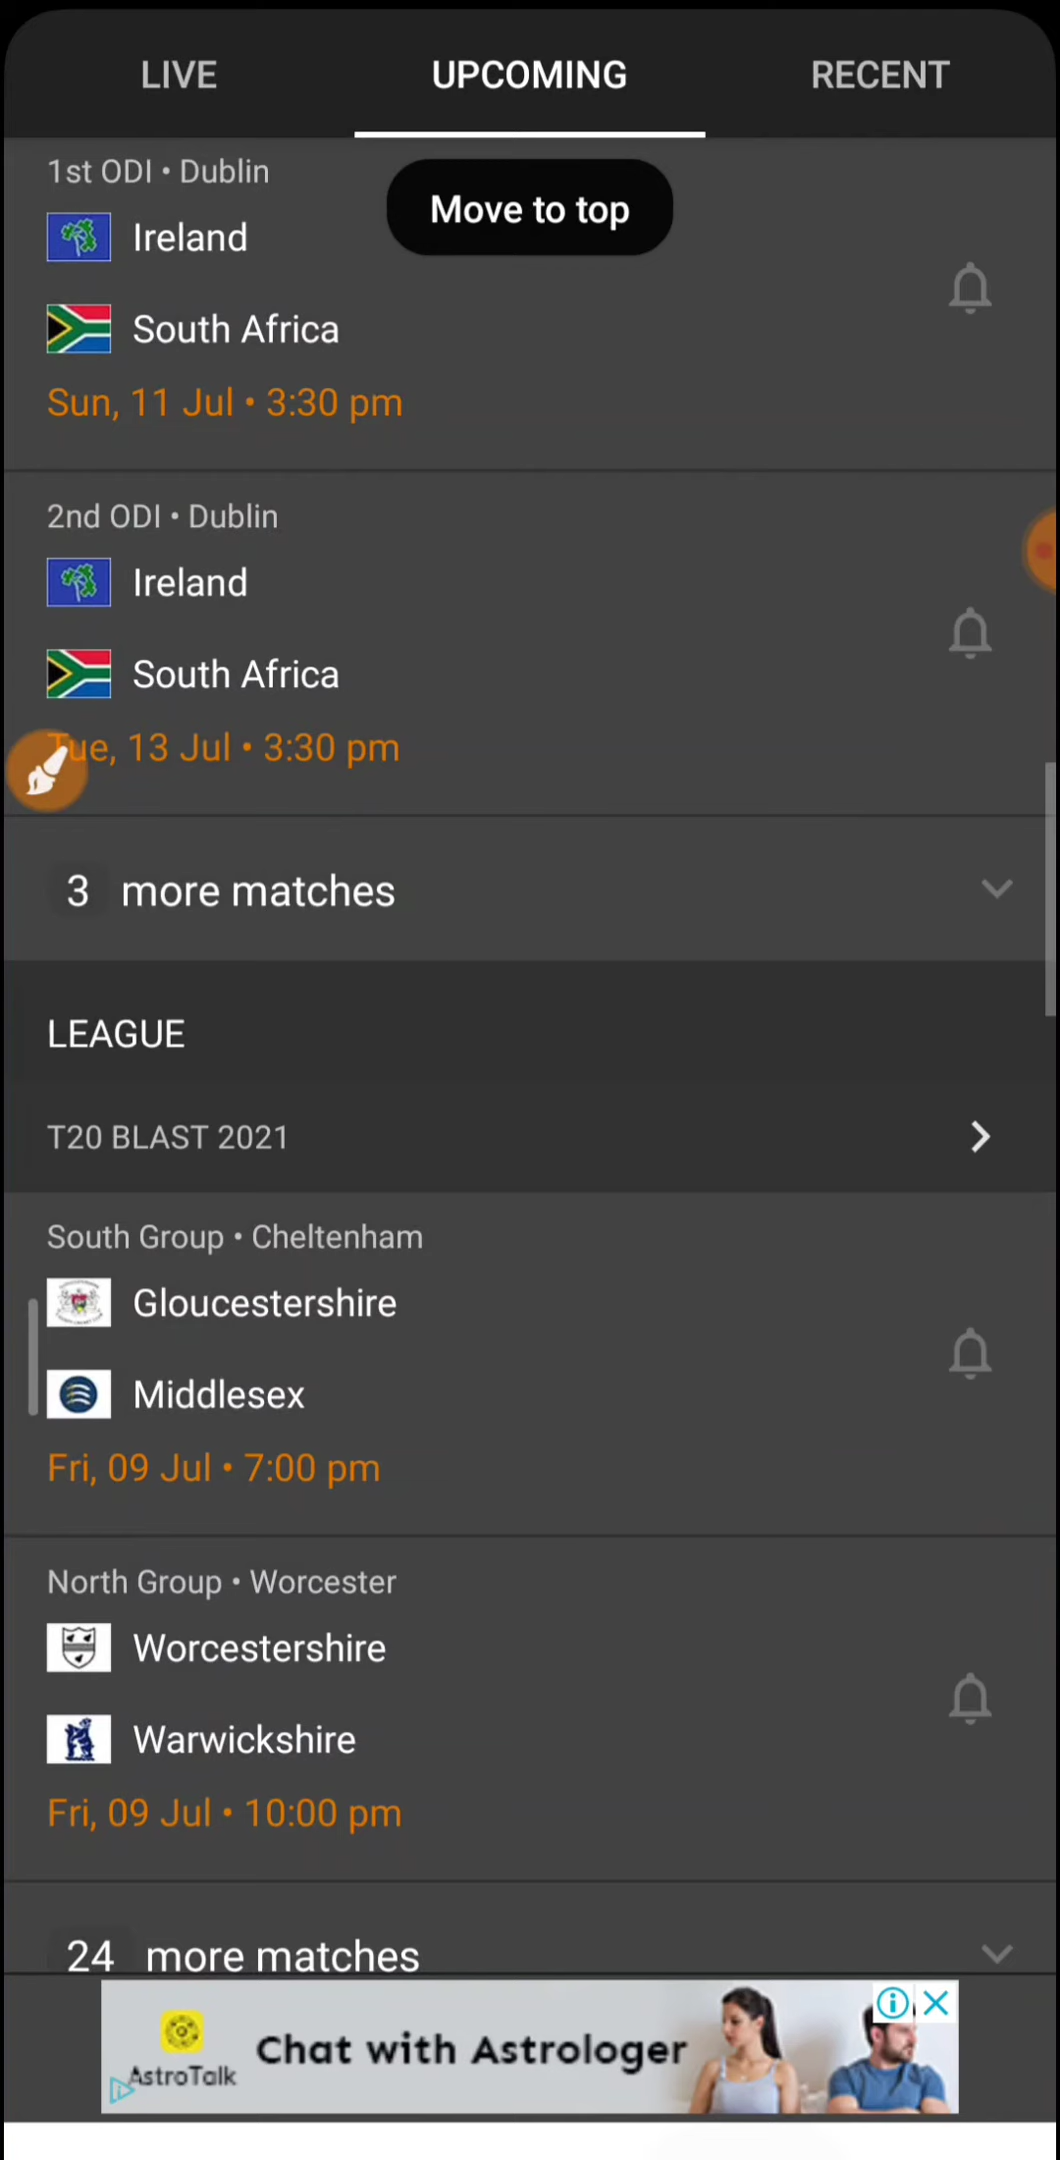 LIVE UPCOMING RECENT
1st ODI • Dublin
Move to top
Ireland
South Africa
Sun, 11 Jul • 3:30 pm
2nd ODI • Dublin
Ireland
South Africa
Tue, 13 Jul • 3:30 pm
3 more matches
LEAGUE
T20 BLAST 2021
South Group • Cheltenham
Gloucestershire
Middlesex
Fri, 09 Jul • 7:00 pm
North Group • Worcester
Worcestershire
Warwickshire
Fri, 09 Jul • 10:00 pm
24 more matches
Chat with Astrologer
AstroTalk